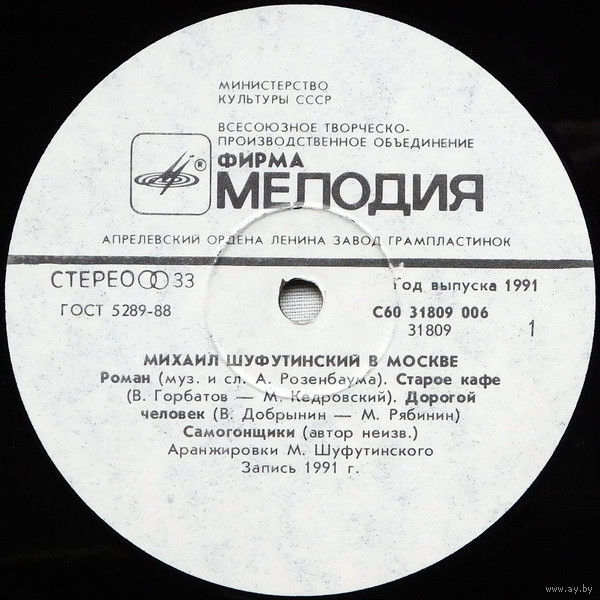 МИНИСТЕРСТВО
КУЛЬТУРЫ СССР
ВСЕСОЮЗНОЕ ТВОРЧЕСКО-
ПРОИЗВОДСТВЕННОЕ ОБЪЕДИНЕНИЕ
ФИРМА
®
МЕЛОДИЯ
АПРЕЛЕВСКИЙ ОРДЕНА ЛЕНИНА ЗАВОД ГРАМПЛАСТИНОК
СТЕРЕО 33
Год выпуска 1991
ГОСТ 5289-88
С60 31809 006
31809
1
МИХАИЛ ШУФУТИНСКИЙ В МОСКВЕ
Роман (муз. и сл. А. Розенбаума). Старое кафе
(В. Горбатов — М. Кедровский). Дорогой
человек (В. Добрынин — М. Рябинин)
Самогонщики (автор неизв.)
Аранжировки М. Шуфутинского
Запись 1991 г.
www.ay.by